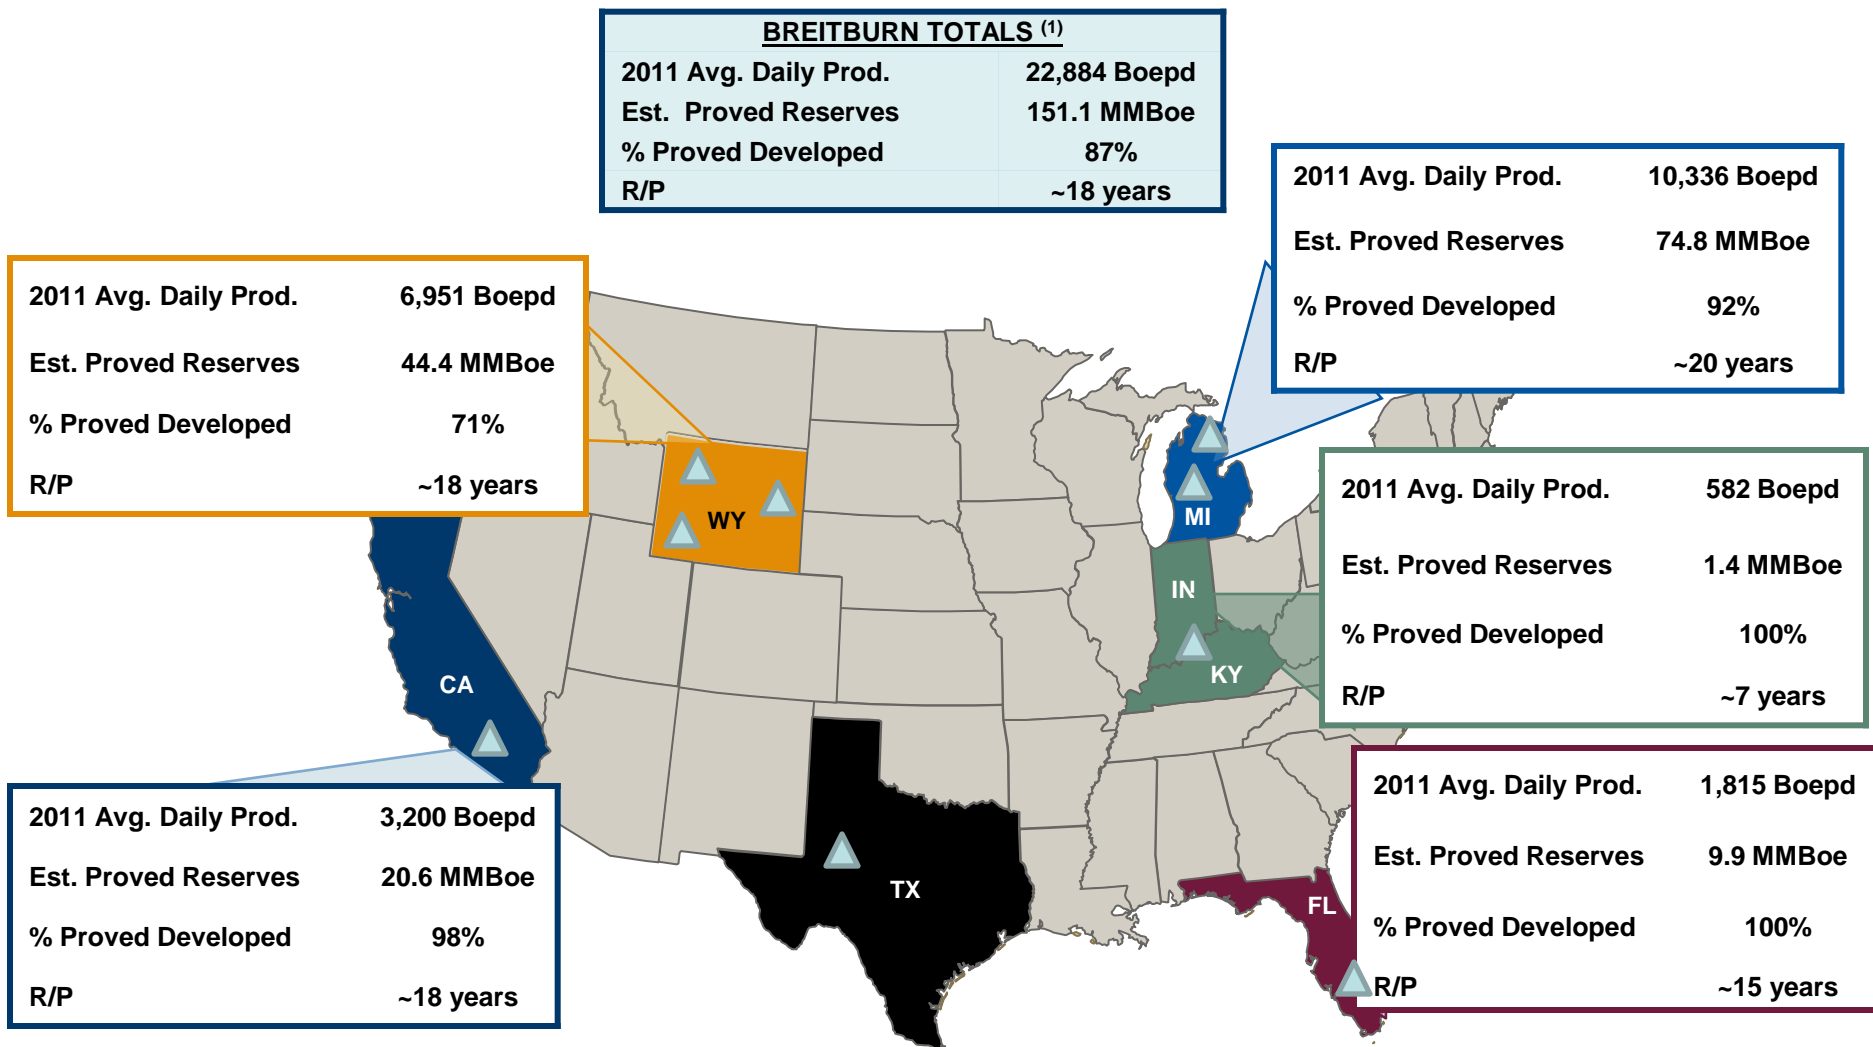 BREITBURN TOTALS (1)
2011 Avg. Daily Prod. 22,884 Boepd
Est. Proved Reserves 151.1 MMBoe
% Proved Developed 87%
R/P ~18 years
2011 Avg. Daily Prod. 10,336 Boepd
Est. Proved Reserves 74.8 MMBoe
% Proved Developed 92%
R/P ~20 years
2011 Avg. Daily Prod. 6,951 Boepd
Est. Proved Reserves 44.4 MMBoe
% Proved Developed 71%
R/P ~18 years
WY
MI
2011 Avg. Daily Prod. 582 Boepd
Est. Proved Reserves 1.4 MMBoe
% Proved Developed 100%
R/P ~7 years
IN
KY
CA
2011 Avg. Daily Prod. 3,200 Boepd
Est. Proved Reserves 20.6 MMBoe
% Proved Developed 98%
R/P ~18 years
TX
FL
2011 Avg. Daily Prod. 1,815 Boepd
Est. Proved Reserves 9.9 MMBoe
% Proved Developed 100%
R/P ~15 years